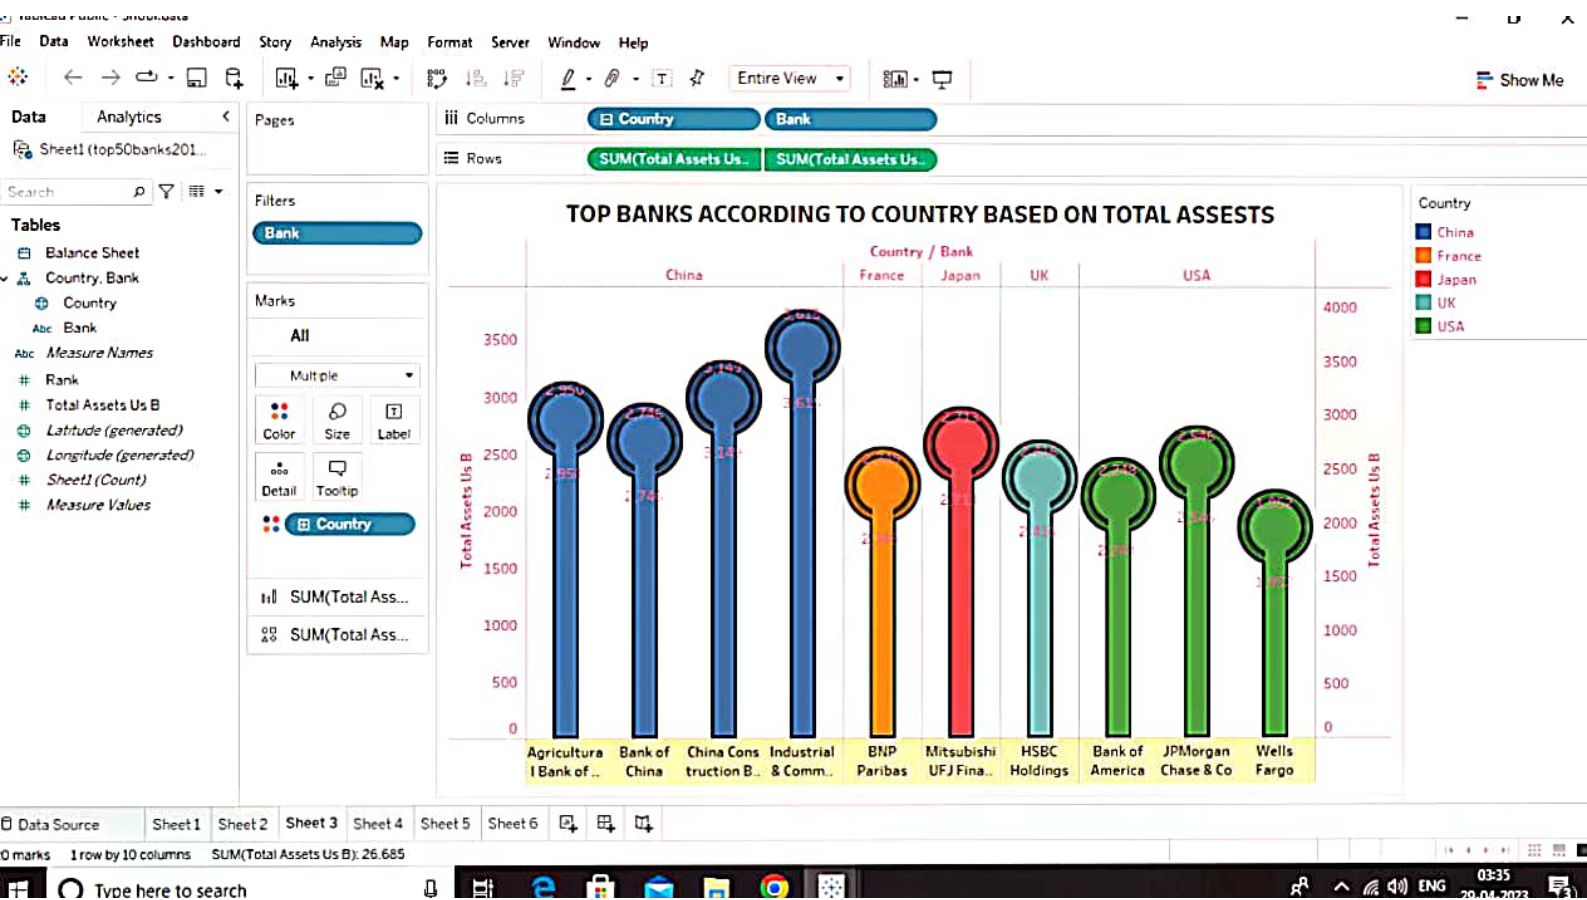 File Data Worksheet Dashboard Story Analysis Map Format Server Window Help
Entire View
Show Me
Data Analytics
Sheet1 (top50banks201...
Search
Tables
Balance Sheet
Country, Bank
Country
Abc Bank
Abc Measure Names
# Rank
# Total Assets Us B
Latitude (generated)
Longitude (generated)
# Sheet1 (Count)
# Measure Values
Pages
Filters
Bank
Marks
All
Multiple
Color Size Label
Detail Tooltip
Country
SUM(Total Ass...
SUM(Total Ass...
Columns Country Bank
Rows SUM(Total Assets Us.. SUM(Total Assets Us..
TOP BANKS ACCORDING TO COUNTRY BASED ON TOTAL ASSESTS
Country / Bank
China France Japan UK USA
Total Assets Us B
3500
3000
2500
2000
1500
1000
500
0
4000
3500
3000
2500
2000
1500
1000
500
0
Total Assets Us B
Agricultura Bank of China Cons Industrial BNP Mitsubishi HSBC Bank of JPMorgan Wells
l Bank of .. China truction B.. & Comm.. Paribas UFJ Fina.. Holdings America Chase & Co Fargo
Country
China
France
Japan
UK
USA
Data Source Sheet1 Sheet 2 Sheet 3 Sheet 4 Sheet 5 Sheet 6
marks 1 row by 10 columns SUM(Total Assets Us B): 26.685
Type here to search
ENG
03:35
29-04-2023